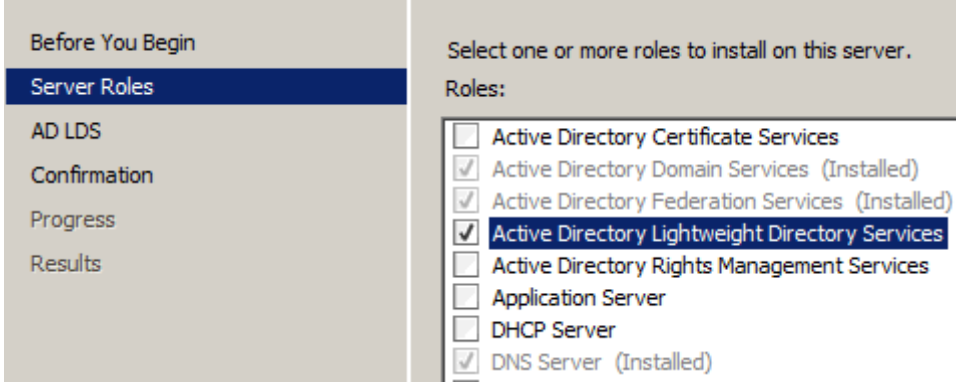 Before You Begin
Server Roles
AD LDS
Confirmation
Progress
Results
Select one or more roles to install on this server.
Roles:
Active Directory Certificate Services
Active Directory Domain Services (Installed)
Active Directory Federation Services (Installed)
Active Directory Lightweight Directory Services
Active Directory Rights Management Services
Application Server
DHCP Server
DNS Server (Installed)